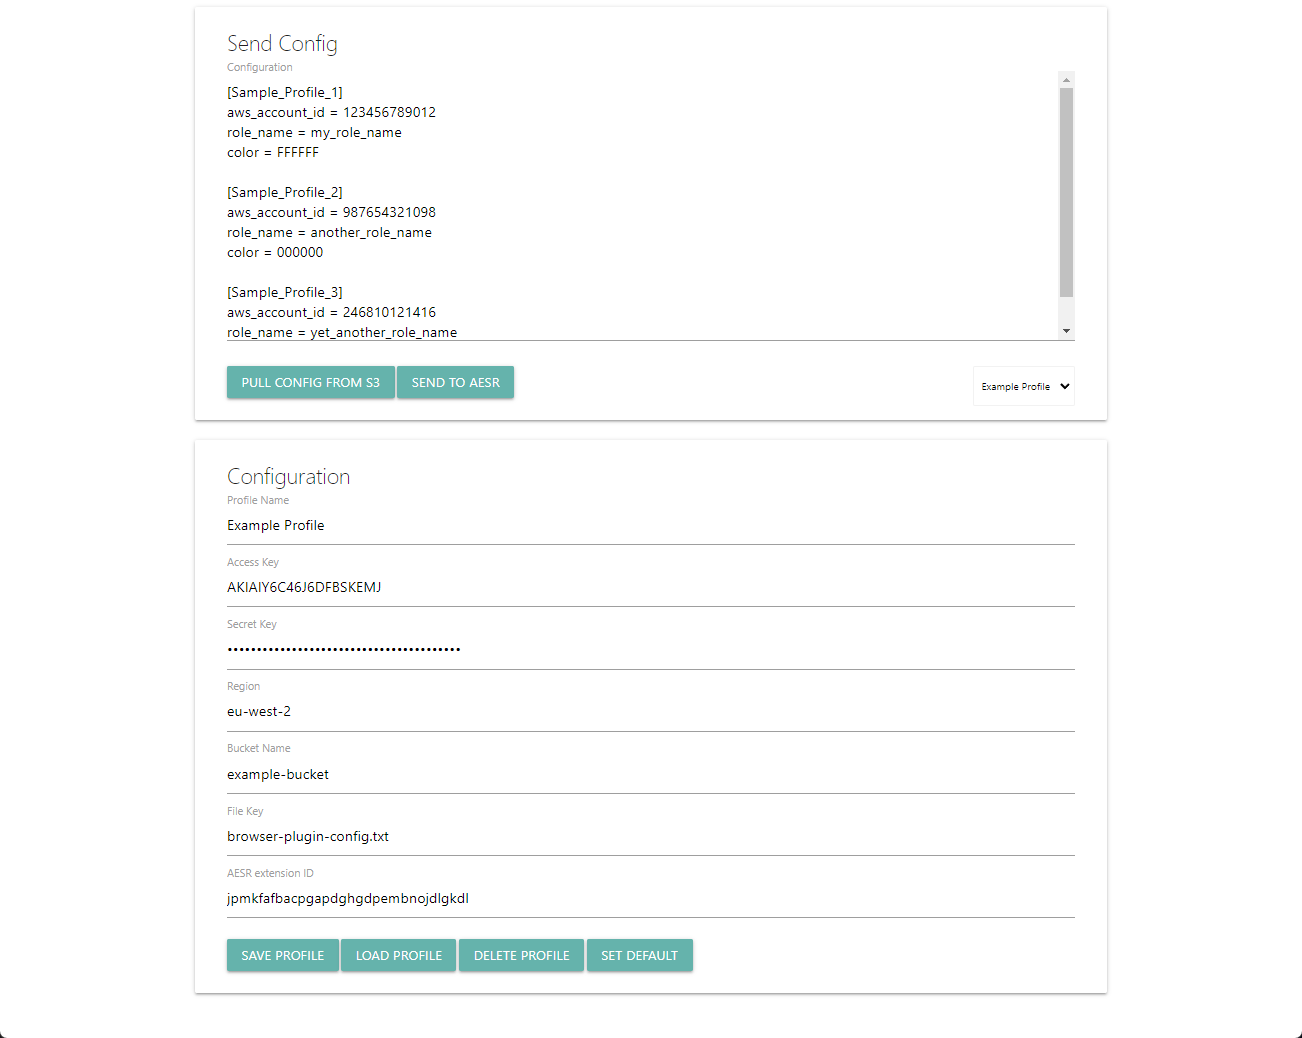 Send Config
Configuration
[Sample_Profile_1]
aws_account_id = 123456789012
role_name = my_role_name
color = FFFFFF
[Sample_Profile_2]
aws_account_id = 987654321098
role_name = another_role_name
color = 000000
[Sample_Profile_3]
aws_account_id = 246810121416
role_name = yet_another_role_name
PULL CONFIG FROM S3 SEND TO AESR Example Profile
Configuration
Profile Name
Example Profile
Access Key
AKIAIY6C46J6DFBSKEMJ
Secret Key
••••••••••••••••••••••••••••••••••••••••
Region
eu-west-2
Bucket Name
example-bucket
File Key
browser-plugin-config.txt
AESR extension ID
jpmkfafbacpgapdghgdpembnojdlgkdl
SAVE PROFILE LOAD PROFILE DELETE PROFILE SET DEFAULT